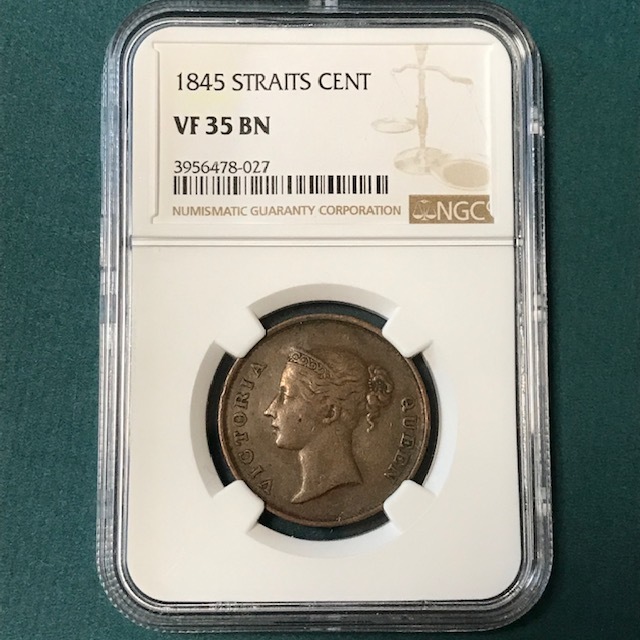 1845 STRAITS CENT
VF 35 BN
3956478-027
NUMISMATIC GUARANTY CORPORATION
NGC
VICTORIA QUEEN